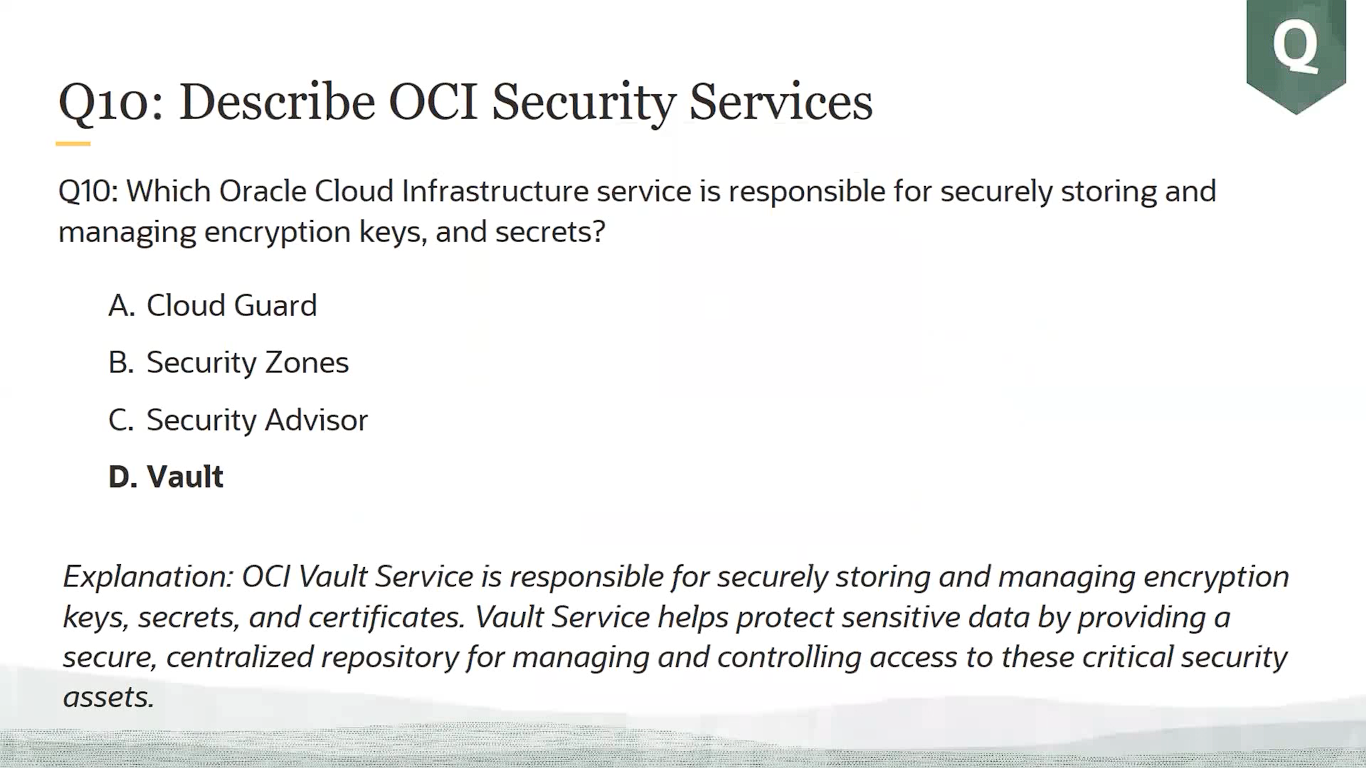 Q
Q10: Describe OCI Security Services
Q10: Which Oracle Cloud Infrastructure service is responsible for securely storing and
managing encryption keys, and secrets?
A. Cloud Guard
B. Security Zones
C. Security Advisor
D. Vault
Explanation: OCI Vault Service is responsible for securely storing and managing encryption
keys, secrets, and certificates. Vault Service helps protect sensitive data by providing a
secure, centralized repository for managing and controlling access to these critical security
assets.